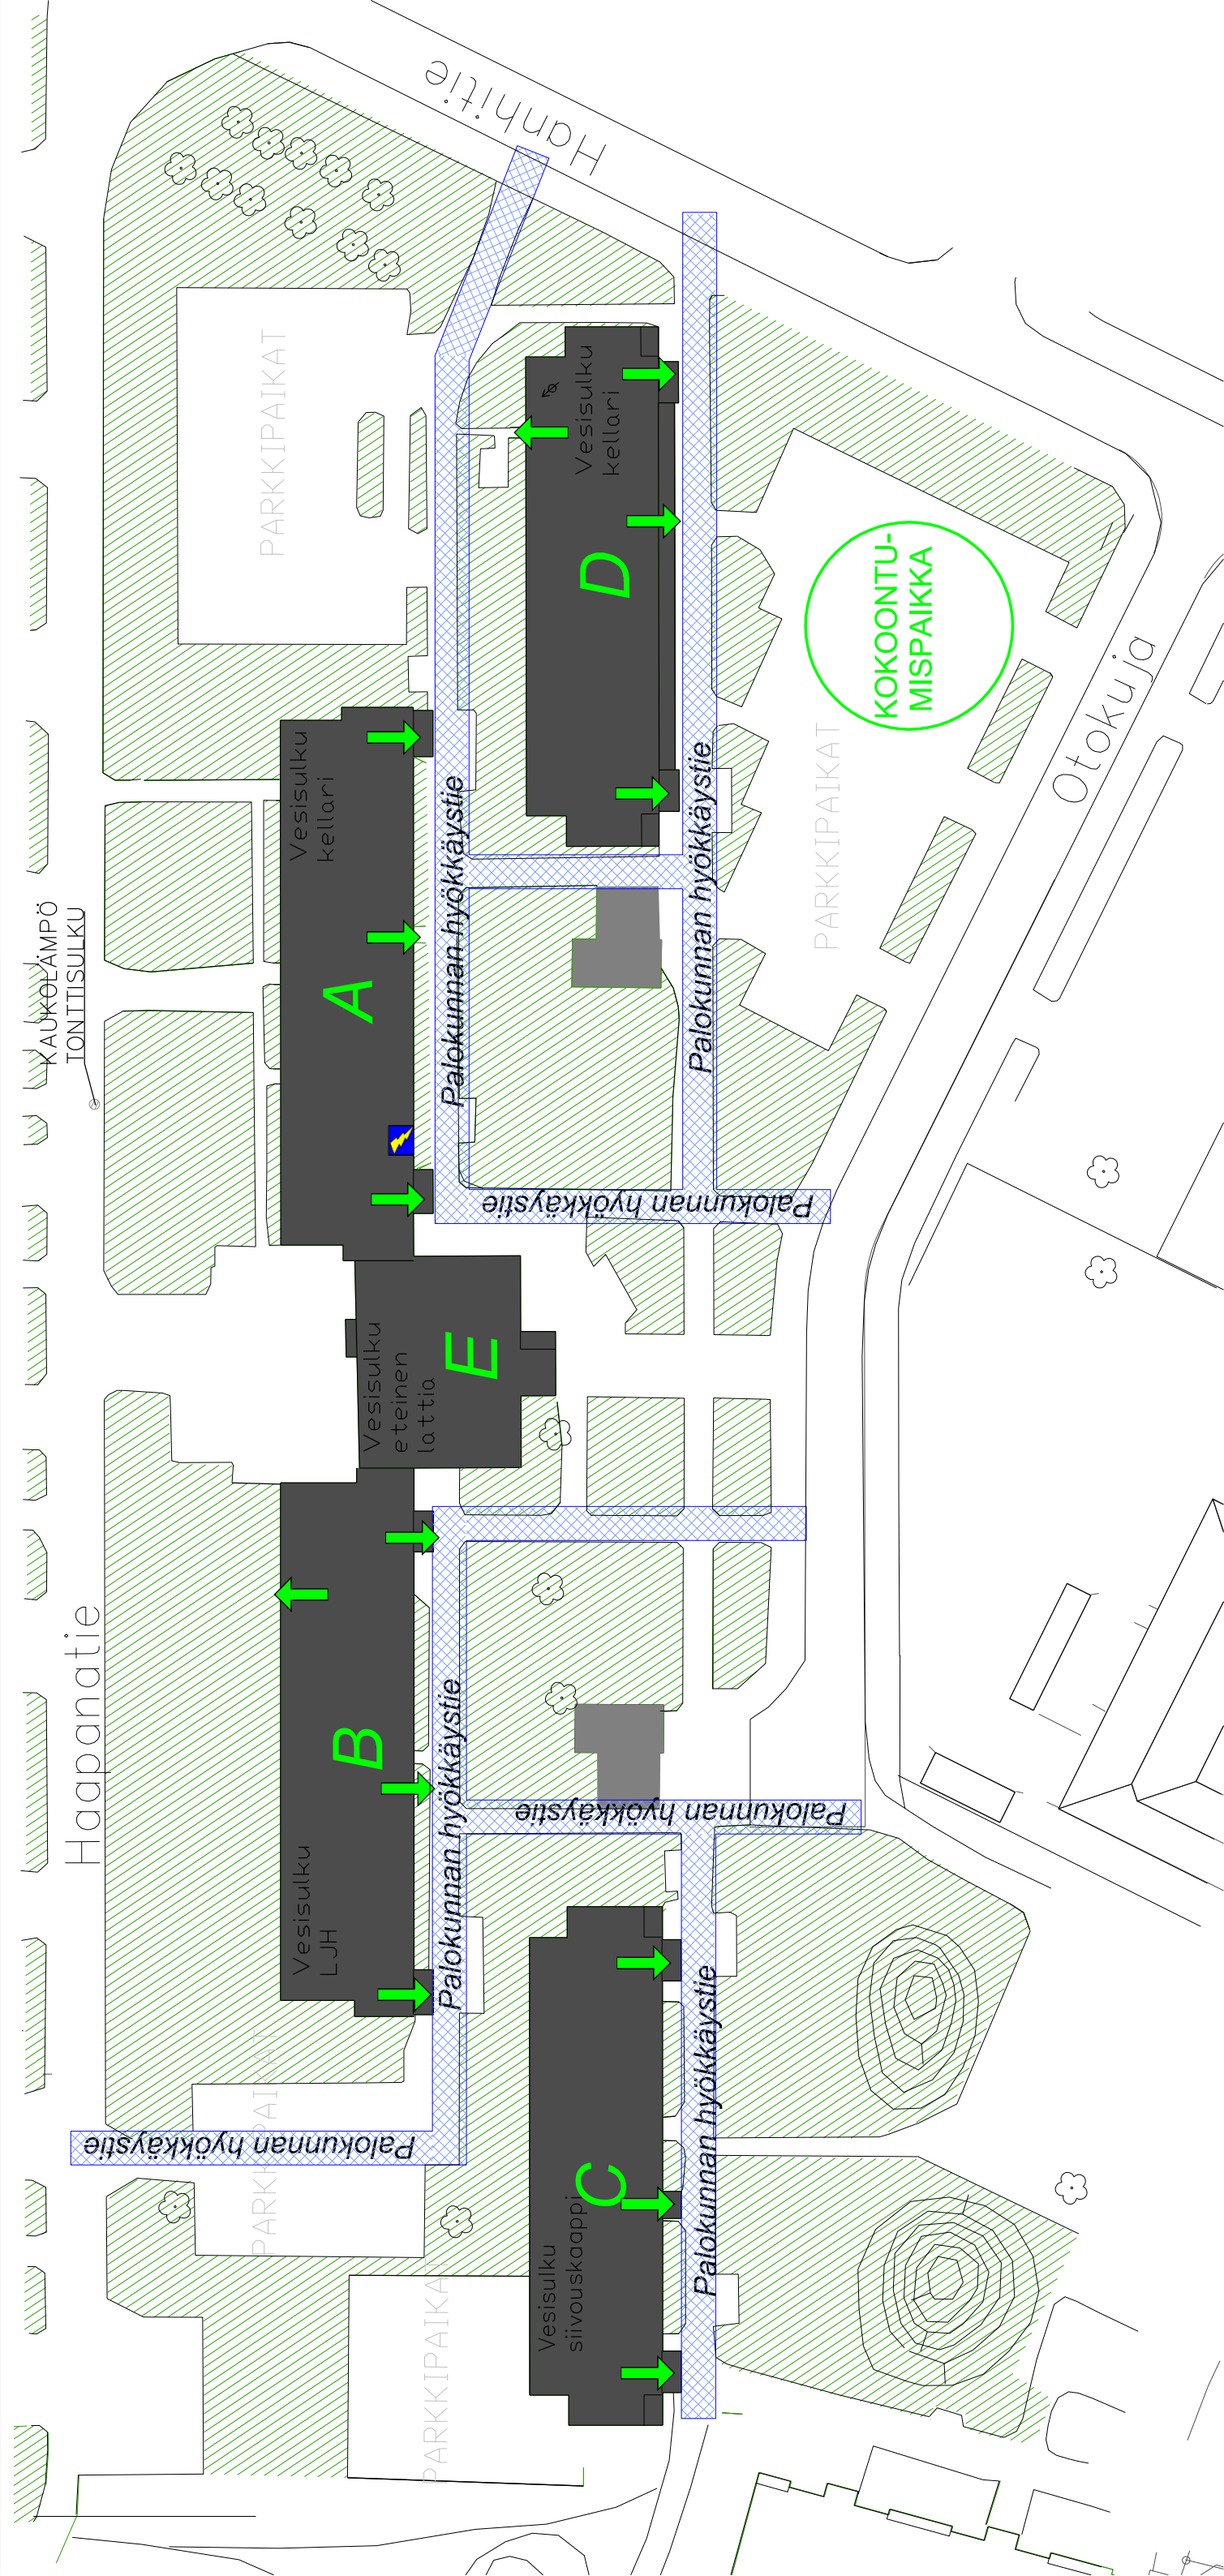 Hanhitie
PARKKIPAIKAT
Vesisulku
kellari
D
KOKOONTU-
MISPAIKKA
Otokuja
Vesisulku
kellari
Palokunnan hyökkäystie
Palokunnan hyökkäystie
PARKKIPAIKAT
KAUKOLÄMPÖ
TONTTISULKU
A
Palokunnan hyökkäystie
Vesisulku
eteinen
lattia
E
Haapanatie
B
Palokunnan hyökkäystie
Palokunnan hyökkäystie
Vesisulku
LJH
Palokunnan hyökkäystie
PARKKIPAIKAT
Palokunnan hyökkäystie
C
Vesisulku
siivouskaappi
PARKKIPAIKAT